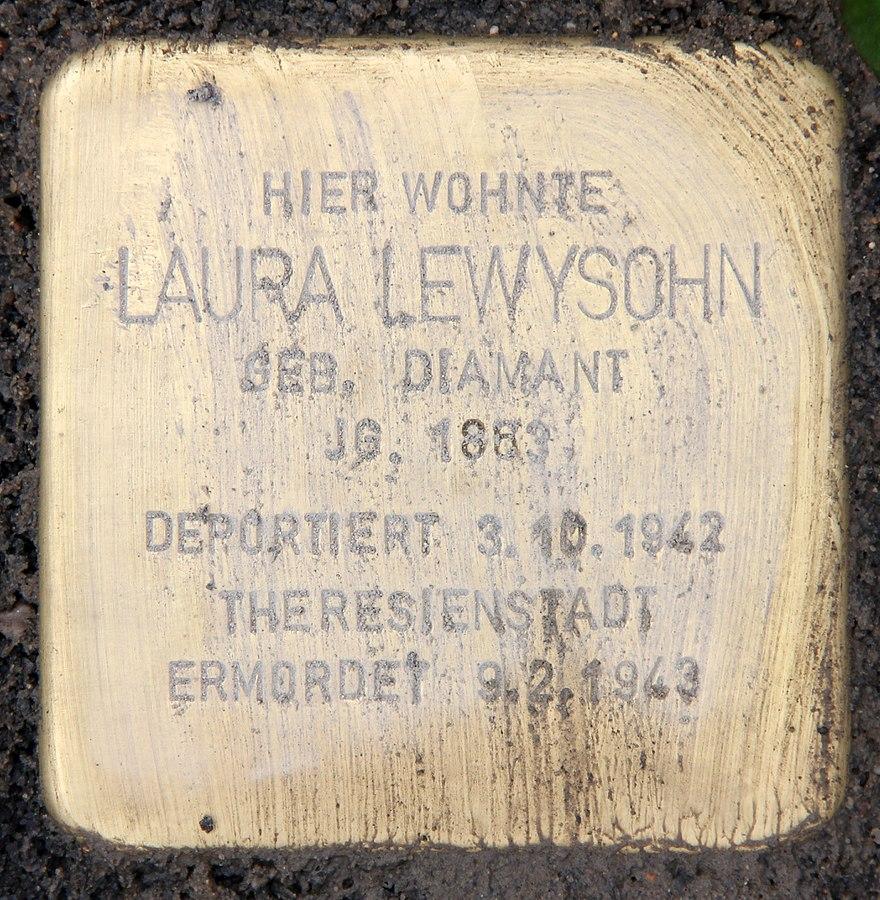 HIER WOHNTE
LAURA LEWYSOHN
GEB. DIAMANT
JG. 1863
DEPORTIERT 3.10.1942
THERESIENSTADT
ERMORDET 9.2.1943